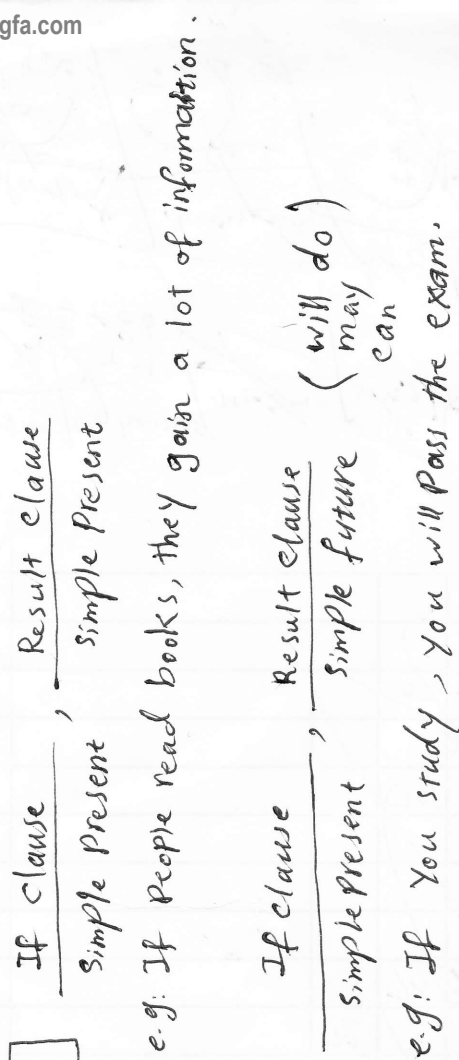 gfa.com
If clause , Result clause
Simple Present Simple Present
e.g: If People read books, they gain a lot of information.
If clause , Result clause
Simple Present Simple future ( will do )
may
can
e.g: If You study , you will Pass the exam.